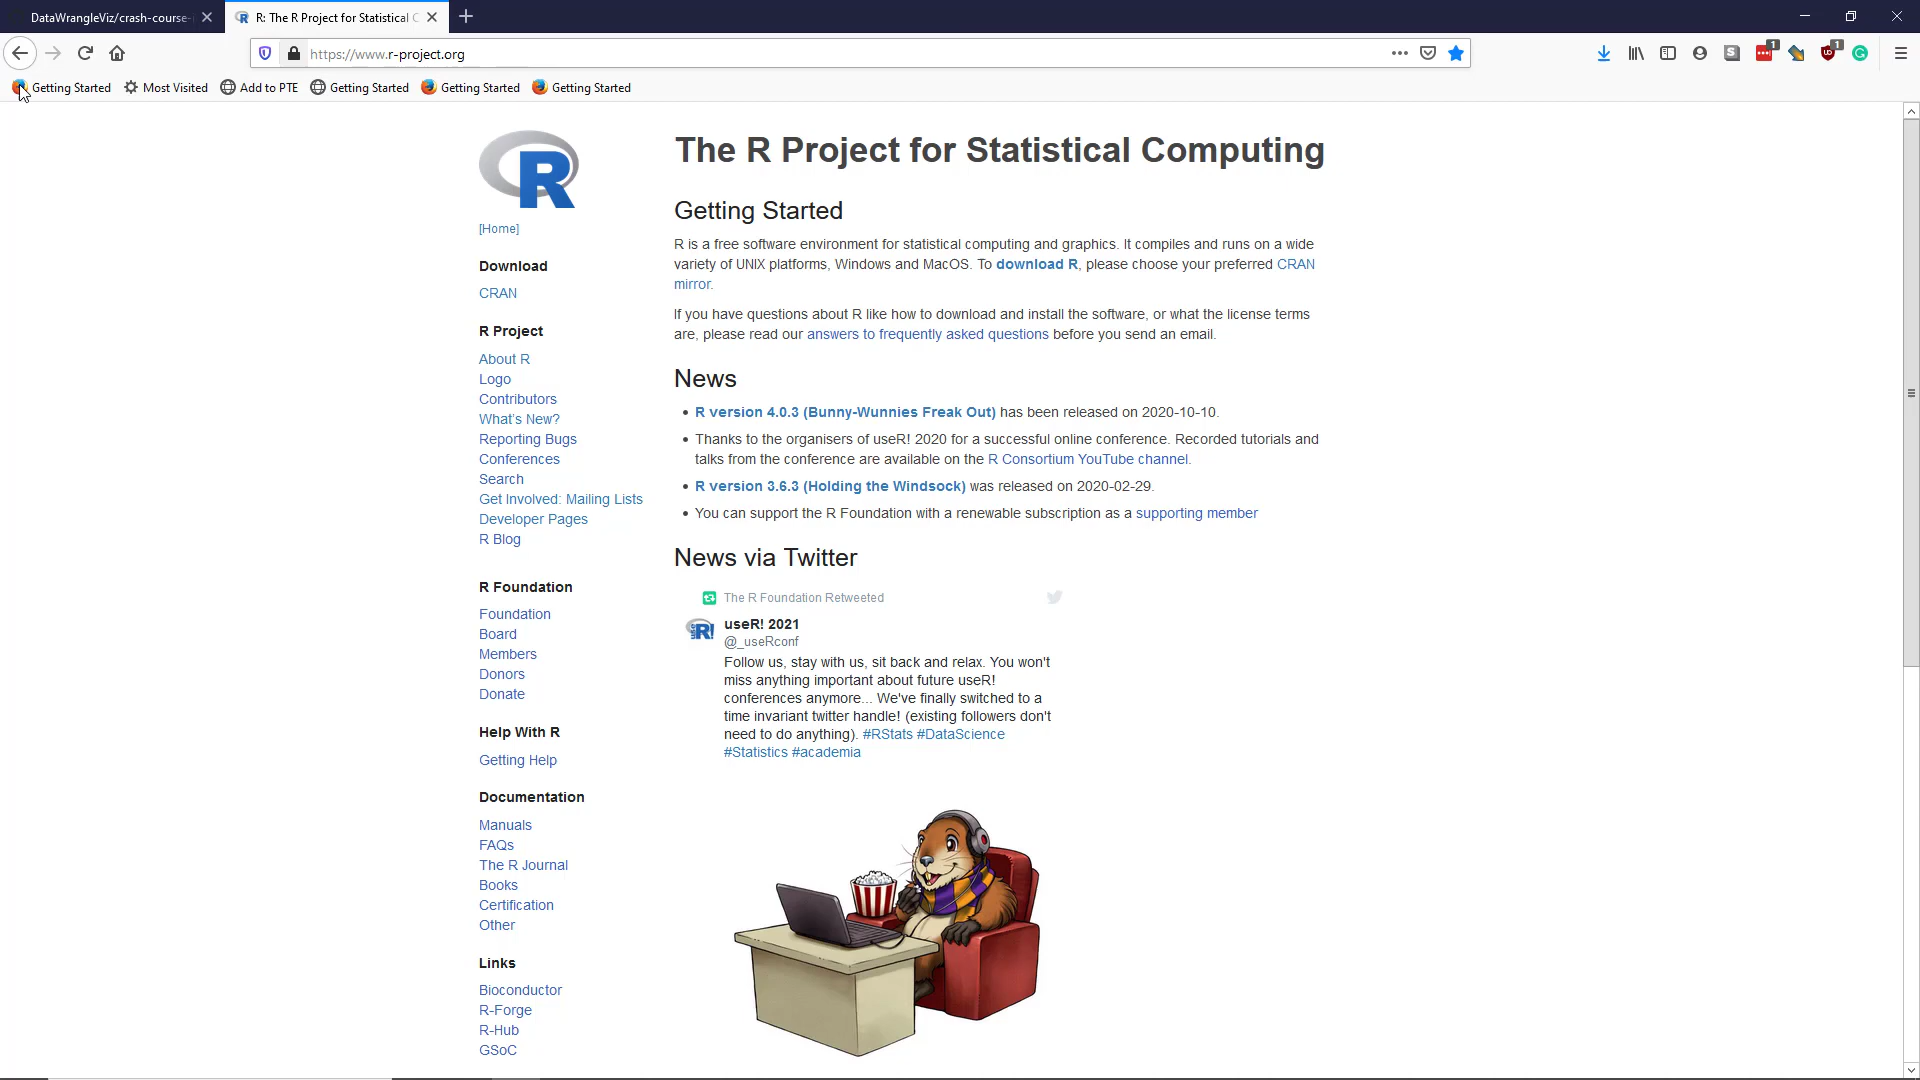 DataWrangleViz/crash-course-
R: The R Project for Statistical C
https://www.r-project.org
Getting Started
Most Visited
Add to PTE
Getting Started
Getting Started
Getting Started
S
1
1
R
[Home]
Download
CRAN
R Project
About R
Logo
Contributors
What's New?
Reporting Bugs
Conferences
Search
Get Involved: Mailing Lists
Developer Pages
R Blog
R Foundation
Foundation
Board
Members
Donors
Donate
Help With R
Getting Help
Documentation
Manuals
FAQs
The R Journal
Books
Certification
Other
Links
Bioconductor
R-Forge
R-Hub
GSoC
The R Project for Statistical Computing
Getting Started
R is a free software environment for statistical computing and graphics. It compiles and runs on a wide
variety of UNIX platforms, Windows and MacOS. To download R, please choose your preferred CRAN
mirror.
If you have questions about R like how to download and install the software, or what the license terms
are, please read our answers to frequently asked questions before you send an email.
News
R version 4.0.3 (Bunny-Wunnies Freak Out) has been released on 2020-10-10.
Thanks to the organisers of useR! 2020 for a successful online conference. Recorded tutorials and
talks from the conference are available on the R Consortium YouTube channel.
R version 3.6.3 (Holding the Windsock) was released on 2020-02-29.
You can support the R Foundation with a renewable subscription as a supporting member
News via Twitter
The R Foundation Retweeted
useR! 2021
@_useRconf
Follow us, stay with us, sit back and relax. You won't
miss anything important about future useR!
conferences anymore... We've finally switched to a
time invariant twitter handle! (existing followers don't
need to do anything). #RStats #DataScience
#Statistics #academia